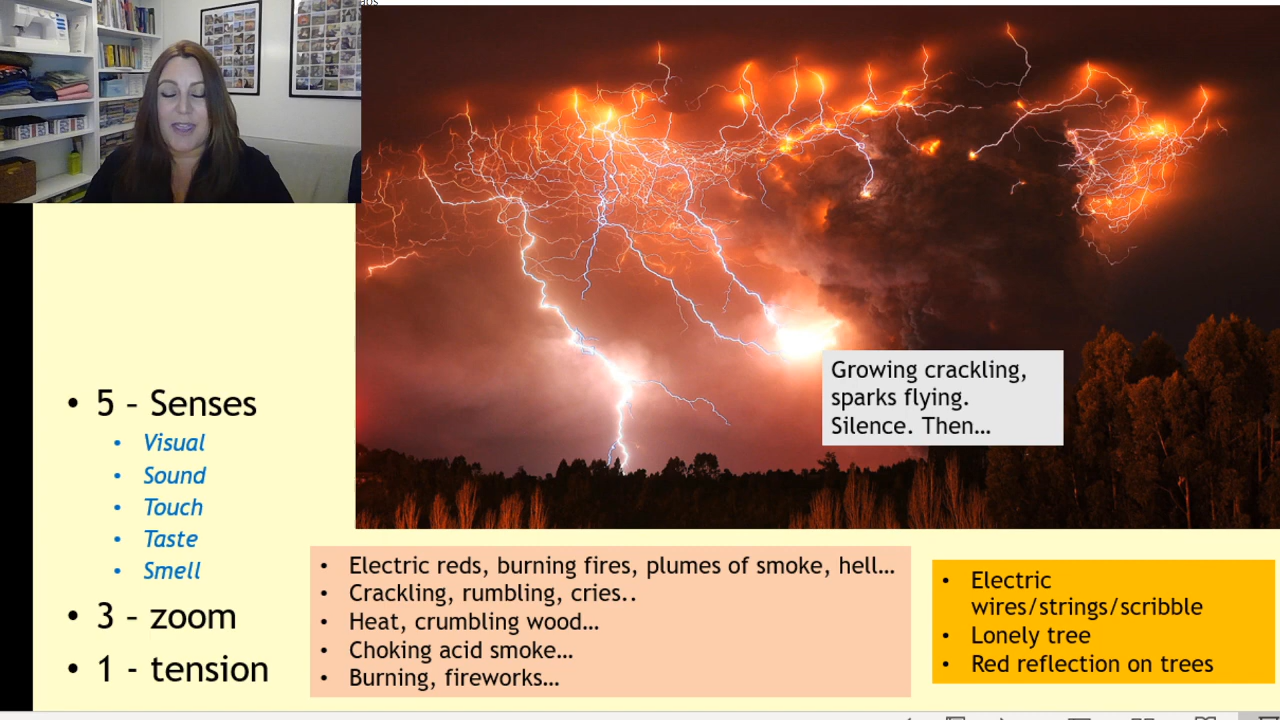 • 5 – Senses
• Visual
• Sound
• Touch
• Taste
• Smell
• 3 – zoom
• 1 - tension
Growing crackling,
sparks flying.
Silence. Then…
• Electric reds, burning fires, plumes of smoke, hell…
• Crackling, rumbling, cries..
• Heat, crumbling wood…
• Choking acid smoke…
• Burning, fireworks…
• Electric
wires/strings/scribble
• Lonely tree
• Red reflection on trees